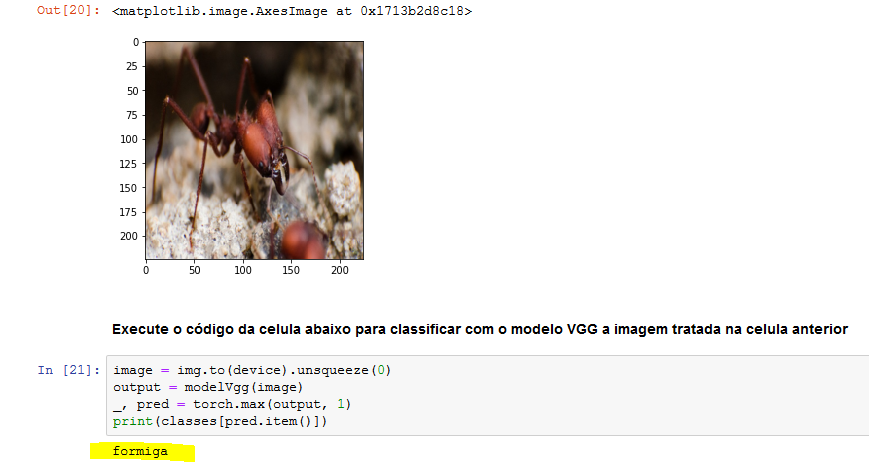 Out[20]: <matplotlib.image.AxesImage at 0x1713b2d8c18>
0
25
50
75
100
125
150
175
200
0 50 100 150 200
Execute o código da celula abaixo para classificar com o modelo VGG a imagem tratada na celula anterior
In [21]: image = img.to(device).unsqueeze(0)
output = modelVgg(image)
_, pred = torch.max(output, 1)
print(classes[pred.item()])
formiga